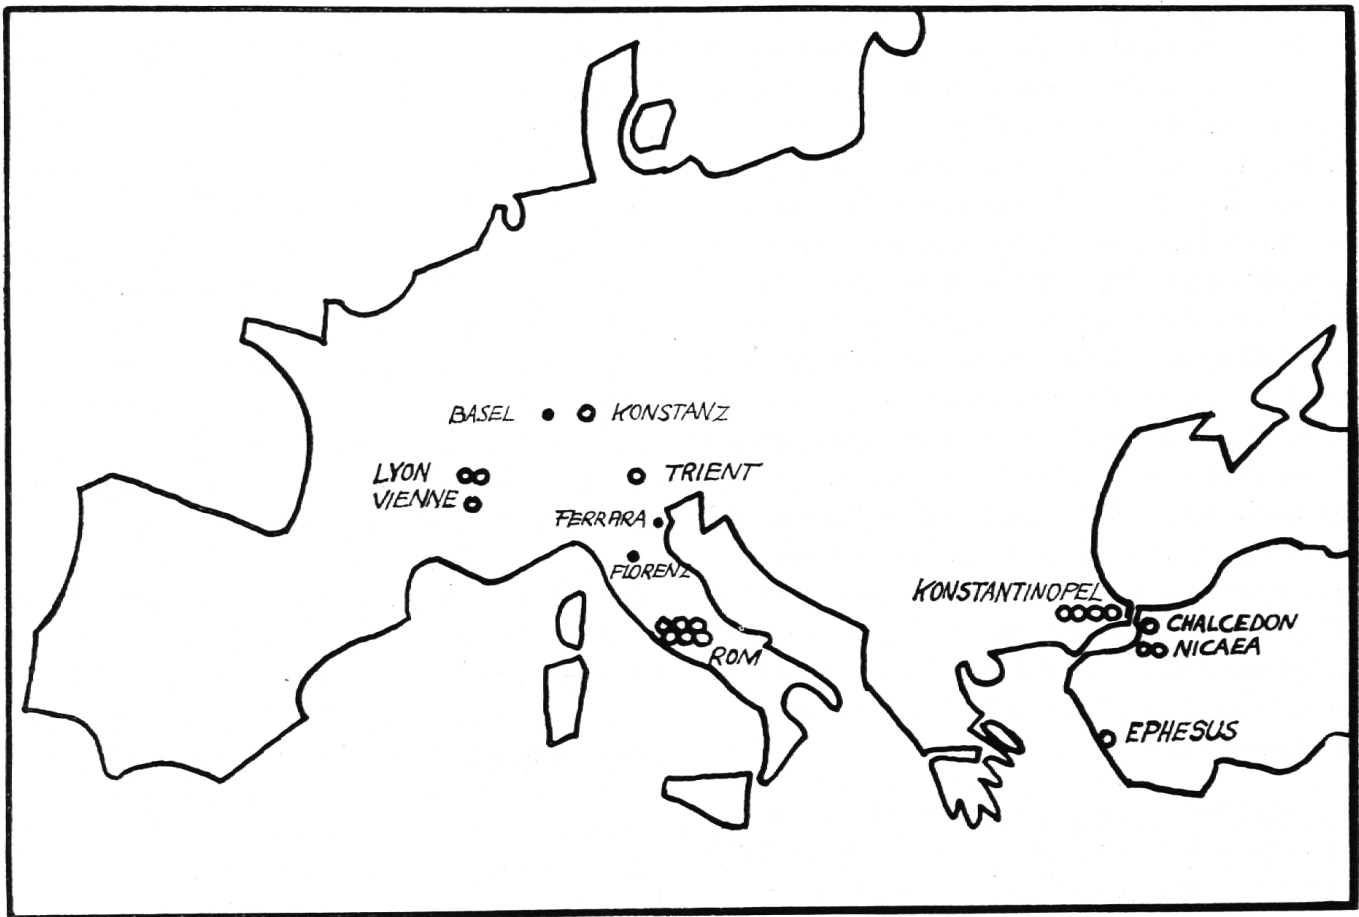 BASEL
KONSTANZ
LYON
TRIENT
VIENNE
FERRARA
FLORENZ
KONSTANTINOPEL
CHALCEDON
NICAEA
ROM
EPHESUS